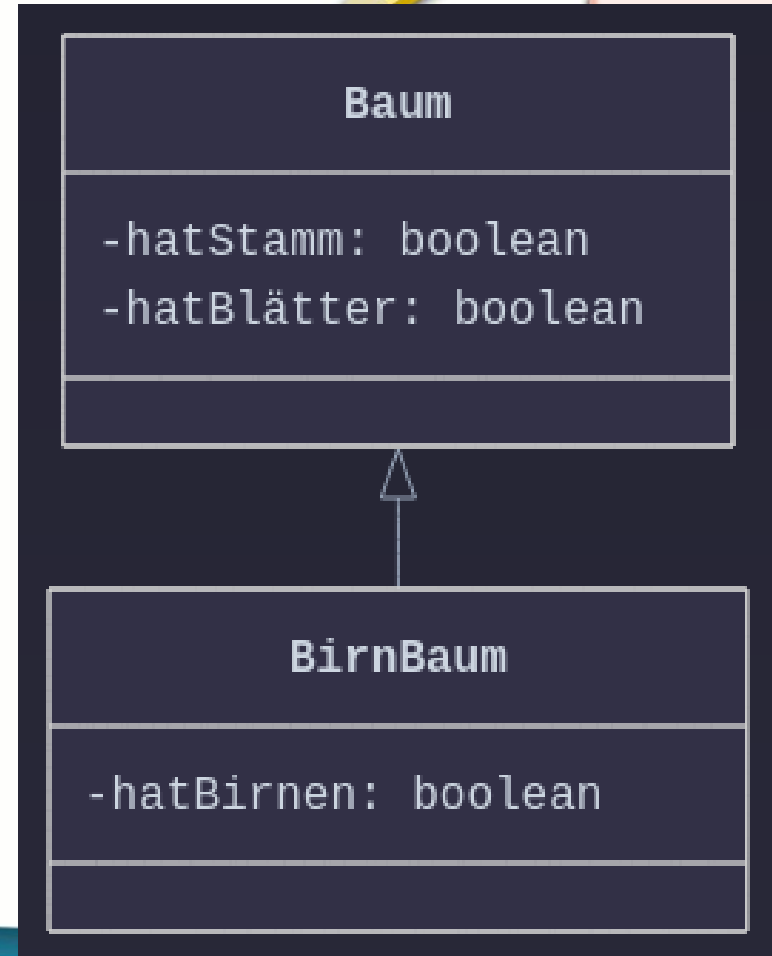 Baum
-hatStamm: boolean
-hatBlätter: boolean
BirnBaum
-hatBirnen: boolean